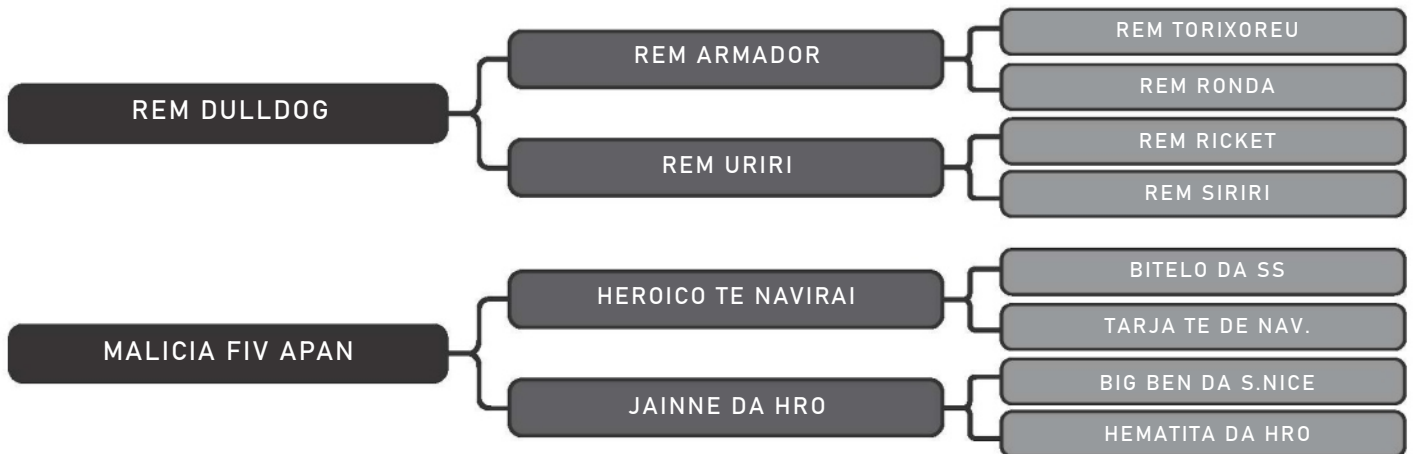 REM DULLDOG
REM ARMADOR
REM URIRI
REM TORIXOREU
REM RONDA
REM RICKET
REM SIRIRI
MALICIA FIV APAN
HEROICO TE NAVIRAI
JAINNE DA HRO
BITELO DA SS
TARJA TE DE NAV.
BIG BEN DA S.NICE
HEMATITA DA HRO